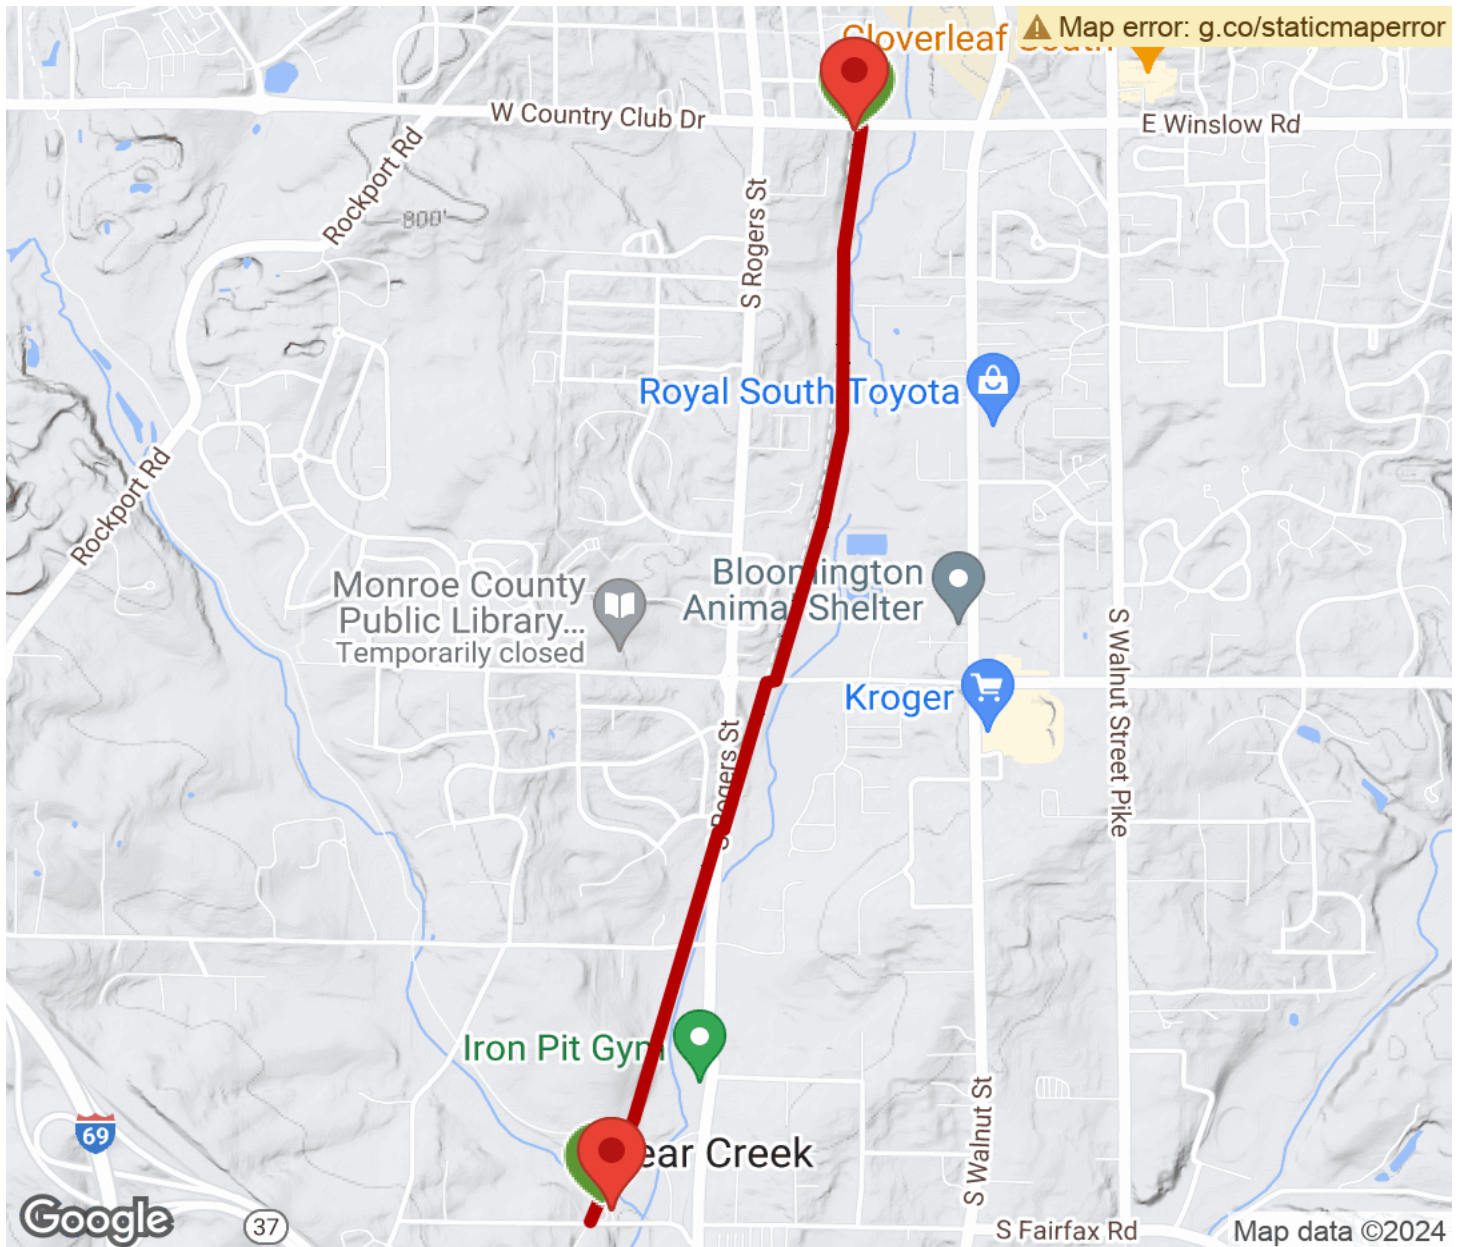 Map error: g.co/staticmaperror
Cloverleaf South
W Country Club Dr
E Winslow Rd
Rockport Rd
800'
S Rogers St
Royal South Toyota
Rockport Rd
Bloomington
Animal Shelter
Monroe County
Public Library...
Temporarily closed
S Walnut Street Pike
Kroger
S Rogers St
Iron Pit Gym
69
ear Creek
S Walnut St
Google
37
S Fairfax Rd
Map data ©2024